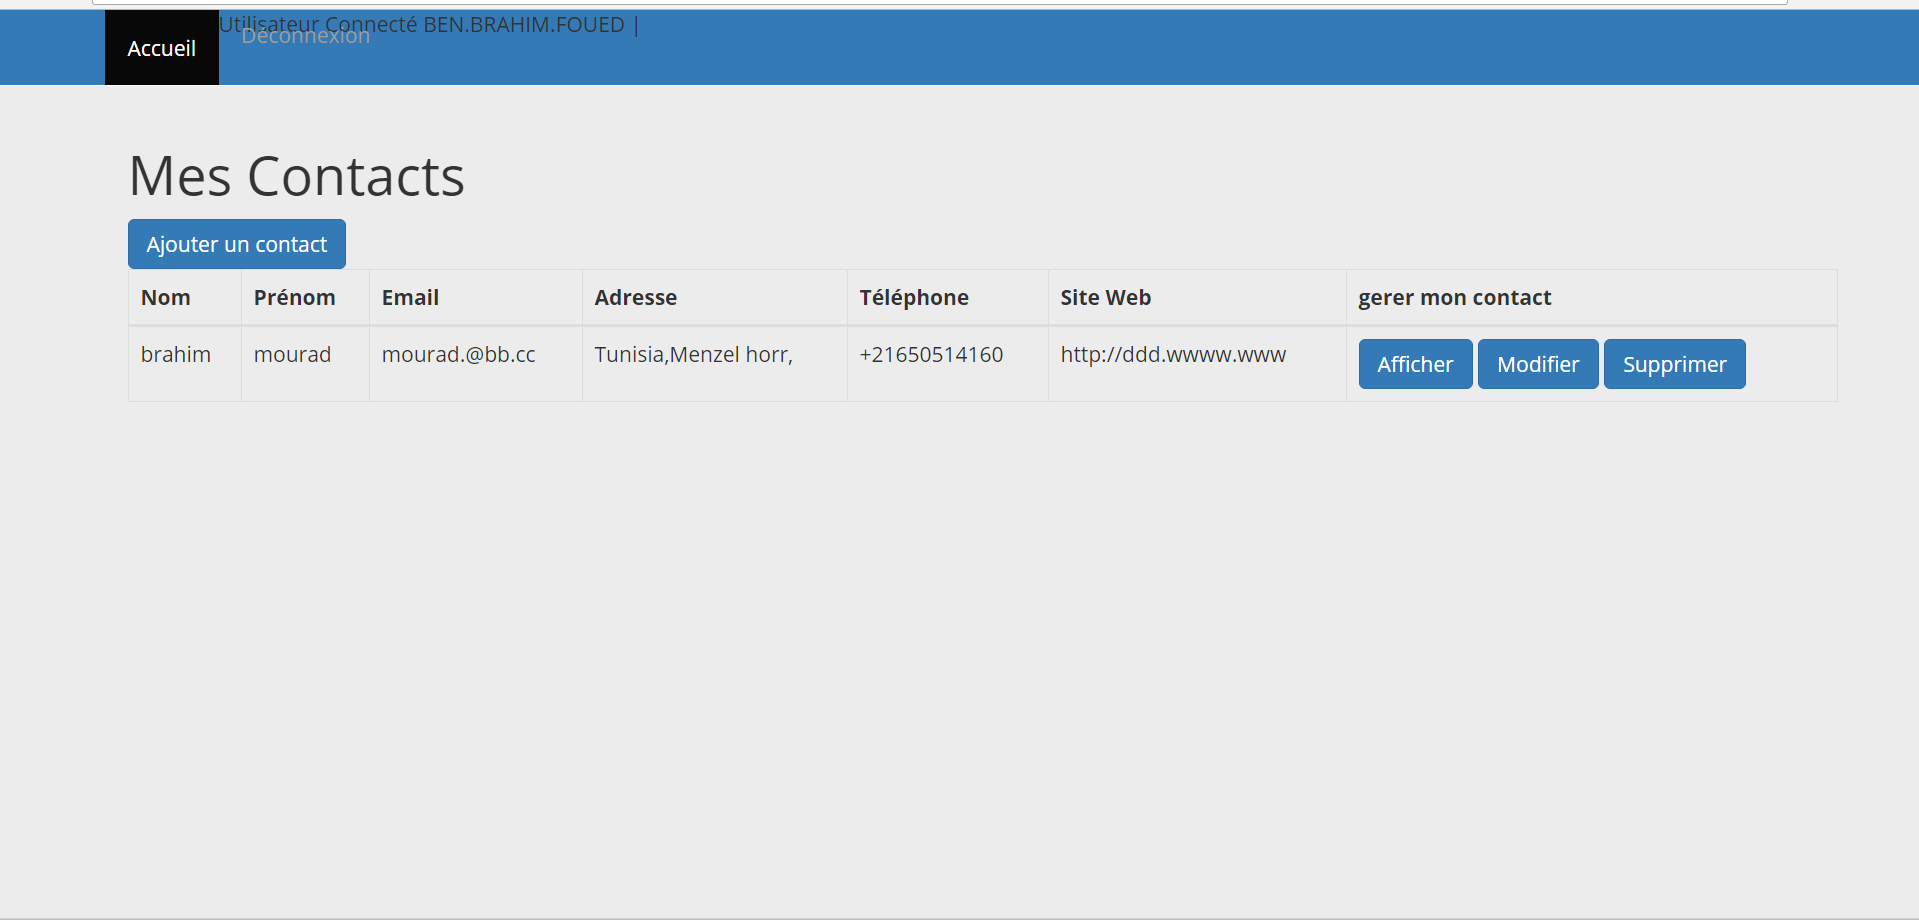 Accueil
Utilisateur Connecté BEN.BRAHIM.FOUED |
Déconnexion
Mes Contacts
Ajouter un contact
Nom Prénom Email Adresse Téléphone Site Web gerer mon contact
brahim mourad mourad.@bb.cc Tunisia,Menzel horr, +21650514160 http://ddd.wwww.www Afficher Modifier Supprimer